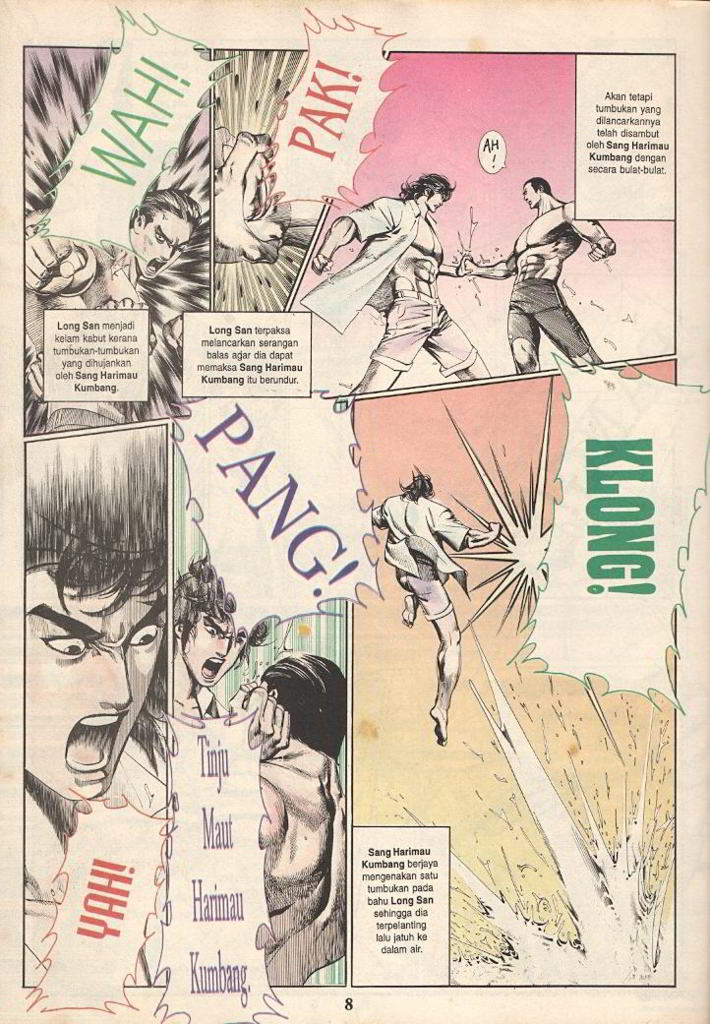 WAH!
PAK!
Long San menjadi
kelam kabut kerana
tumbukan-tumbukan
yang dihujankan
oleh Sang Harimau
Kumbang.
Long San terpaksa
melancarkan serangan
balas agar dia dapat
memaksa Sang Harimau
Kumbang itu berundur.
AH
!
Akan tetapi
tumbukan yang
dilancarkannya
telah disambut
oleh Sang Harimau
Kumbang dengan
secara bulat-bulat.
PANG!
YAH!
Tinju
Maut
Harimau
Kumbang.
KLONG!
Sang Harimau
Kumbang berjaya
mengenakan satu
tumbukan pada
bahu Long San
sehingga dia
terpelanting
lalu jatuh ke
dalam air.
8